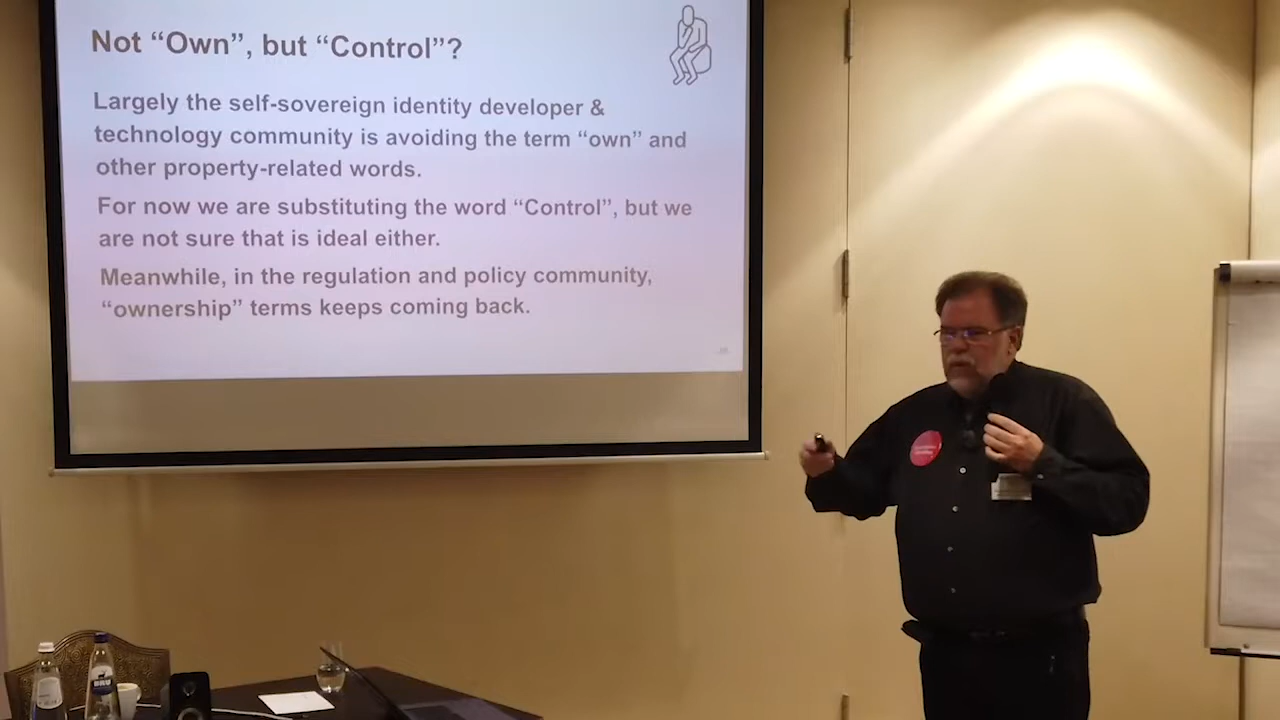 Not “Own”, but “Control”?
Largely the self-sovereign identity developer &
technology community is avoiding the term “own” and
other property-related words.
For now we are substituting the word “Control”, but we
are not sure that is ideal either.
Meanwhile, in the regulation and policy community,
“ownership” terms keeps coming back.
BRU